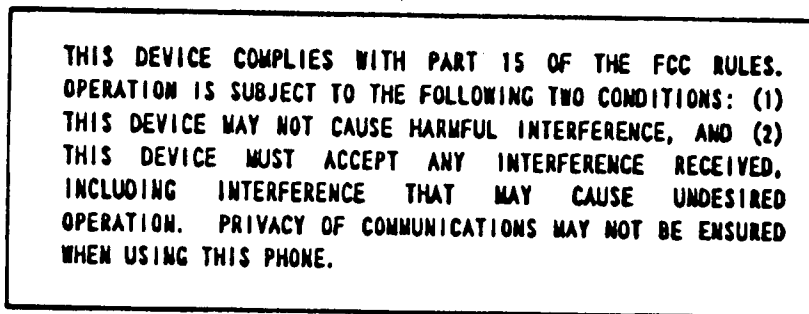 THIS DEVICE COMPLIES WITH PART 15 OF THE FCC RULES.
OPERATION IS SUBJECT TO THE FOLLOWING TWO CONDITIONS: (1)
THIS DEVICE MAY NOT CAUSE HARMFUL INTERFERENCE, AND (2)
THIS DEVICE MUST ACCEPT ANY INTERFERENCE RECEIVED,
INCLUDING INTERFERENCE THAT MAY CAUSE UNDESIRED
OPERATION. PRIVACY OF COMMUNICATIONS MAY NOT BE ENSURED
WHEN USING THIS PHONE.